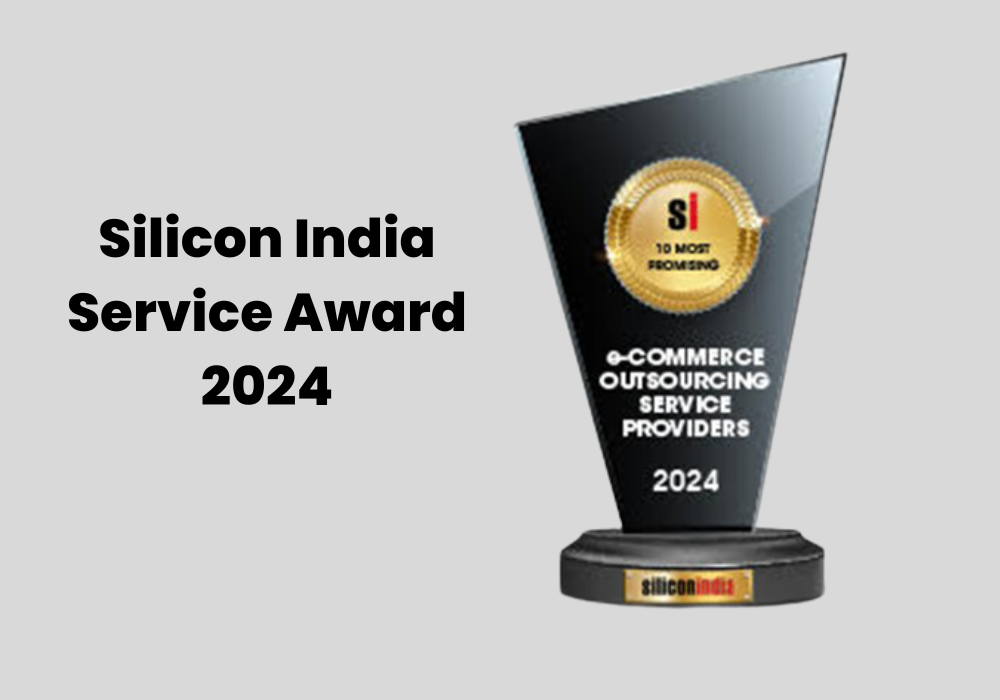 Silicon India
Service Award
2024
si
10 MOST
PROMISING
e-COMMERCE
OUTSOURCING
SERVICE
PROVIDERS
2024
siliconindia